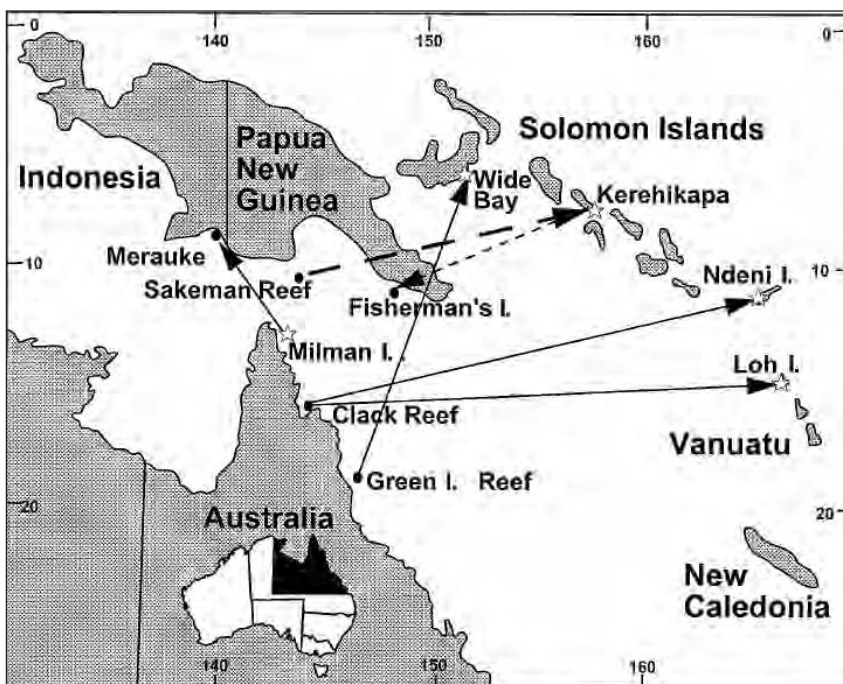 0
140
150
160
0
Papua
New
Guinea
Solomon Islands
Indonesia
Wide
Bay
Kerehikapa
Merauke
10
10
Sakeman Reef
Ndeni I.
Fisherman's I.
Milman I.
Loh I.
Clack Reef
Vanuatu
Green I. Reef
20
20
Australia
New
Caledonia
140
150
160